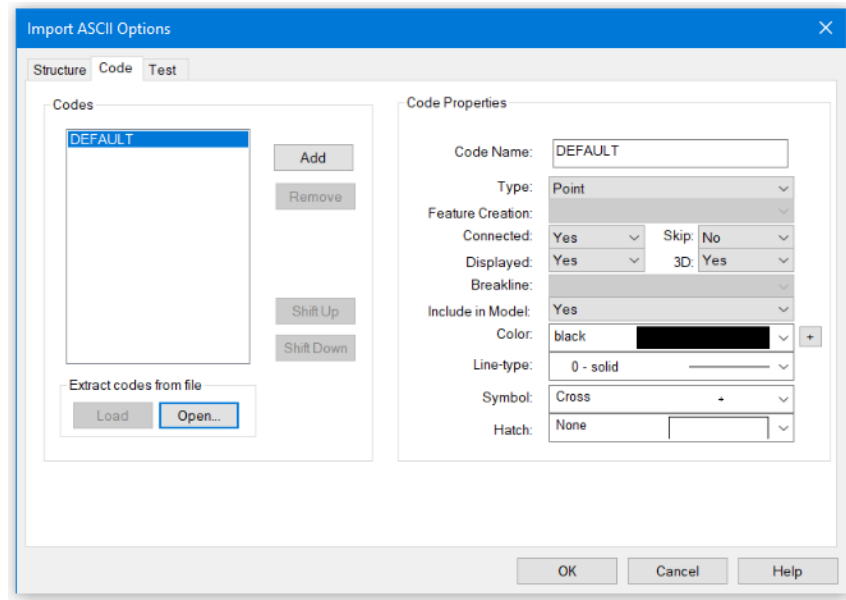 Import ASCII Options
Structure Code Test
Codes
DEFAULT
Add
Remove
Shift Up
Shift Down
Extract codes from file
Load Open...
Code Properties
Code Name: DEFAULT
Type: Point
Feature Creation:
Connected: Yes Skip: No
Displayed: Yes 3D: Yes
Breakline:
Include in Model: Yes
Color: black +
Line-type: 0 - solid
Symbol: Cross
Hatch: None
OK Cancel Help